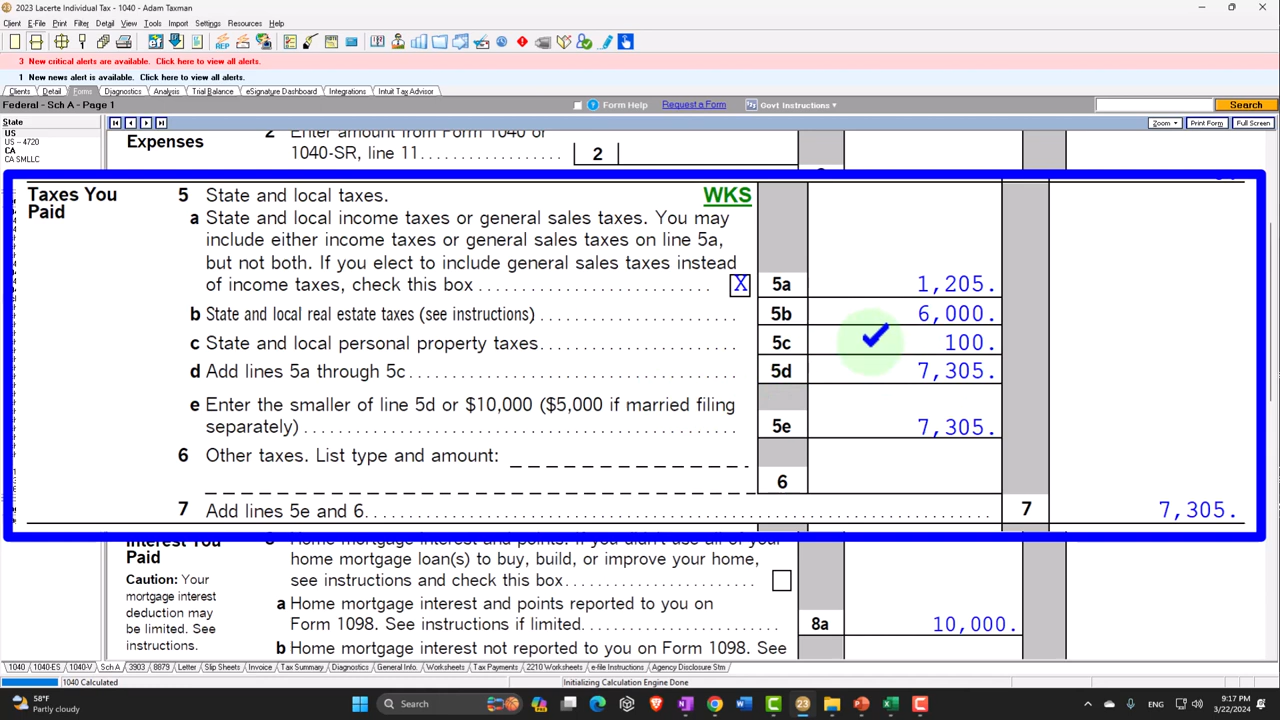 2023 Lacerte Individual Tax - 1040 - Adam Taxman
Client E-File Print Filter Detail View Tools Import Settings Resources Help
3 New critical alerts are available. Click here to view all alerts.
1 New news alert is available. Click here to view all alerts.
Clients Detail Forms Diagnostics Analysis Trial Balance eSignature Dashboard Integrations Intuit Tax Advisor
Federal - Sch A - Page 1 Form Help Request a Form Govt Instructions Search
State Zoom Print Form Full Screen
US
US - 4720
CA
CA SMLLC
Expenses
2 Enter amount from Form 1040 or
1040-SR, line 11 2
Taxes You
Paid
5 State and local taxes. WKS
a State and local income taxes or general sales taxes. You may
include either income taxes or general sales taxes on line 5a,
but not both. If you elect to include general sales taxes instead
of income taxes, check this box X 5a 1,205.
b State and local real estate taxes (see instructions) 5b 6,000.
c State and local personal property taxes. 5c 100.
d Add lines 5a through 5c 5d 7,305.
e Enter the smaller of line 5d or $10,000 ($5,000 if married filing
separately) 5e 7,305.
6 Other taxes. List type and amount:
6
7 Add lines 5e and 6. 7 7,305.
Interest You
Paid
Caution: Your
mortgage interest
deduction may
be limited. See
instructions.
8 Home mortgage interest and points. If you didn't use all of your
home mortgage loan(s) to buy, build, or improve your home,
see instructions and check this box
a Home mortgage interest and points reported to you on
Form 1098. See instructions if limited. 8a 10,000.
b Home mortgage interest not reported to you on Form 1098. See
1040 1040-ES 1040-V Sch A 3903 8879 Letter Slip Sheets Invoice Tax Summary Diagnostics General Info. Worksheets Tax Payments 2210 Worksheets e-file Instructions Agency Disclosure Stm
1040 Calculated Initializing Calculation Engine Done
58°F
Partly cloudy
Search
23
ENG
9:17 PM
3/22/2024